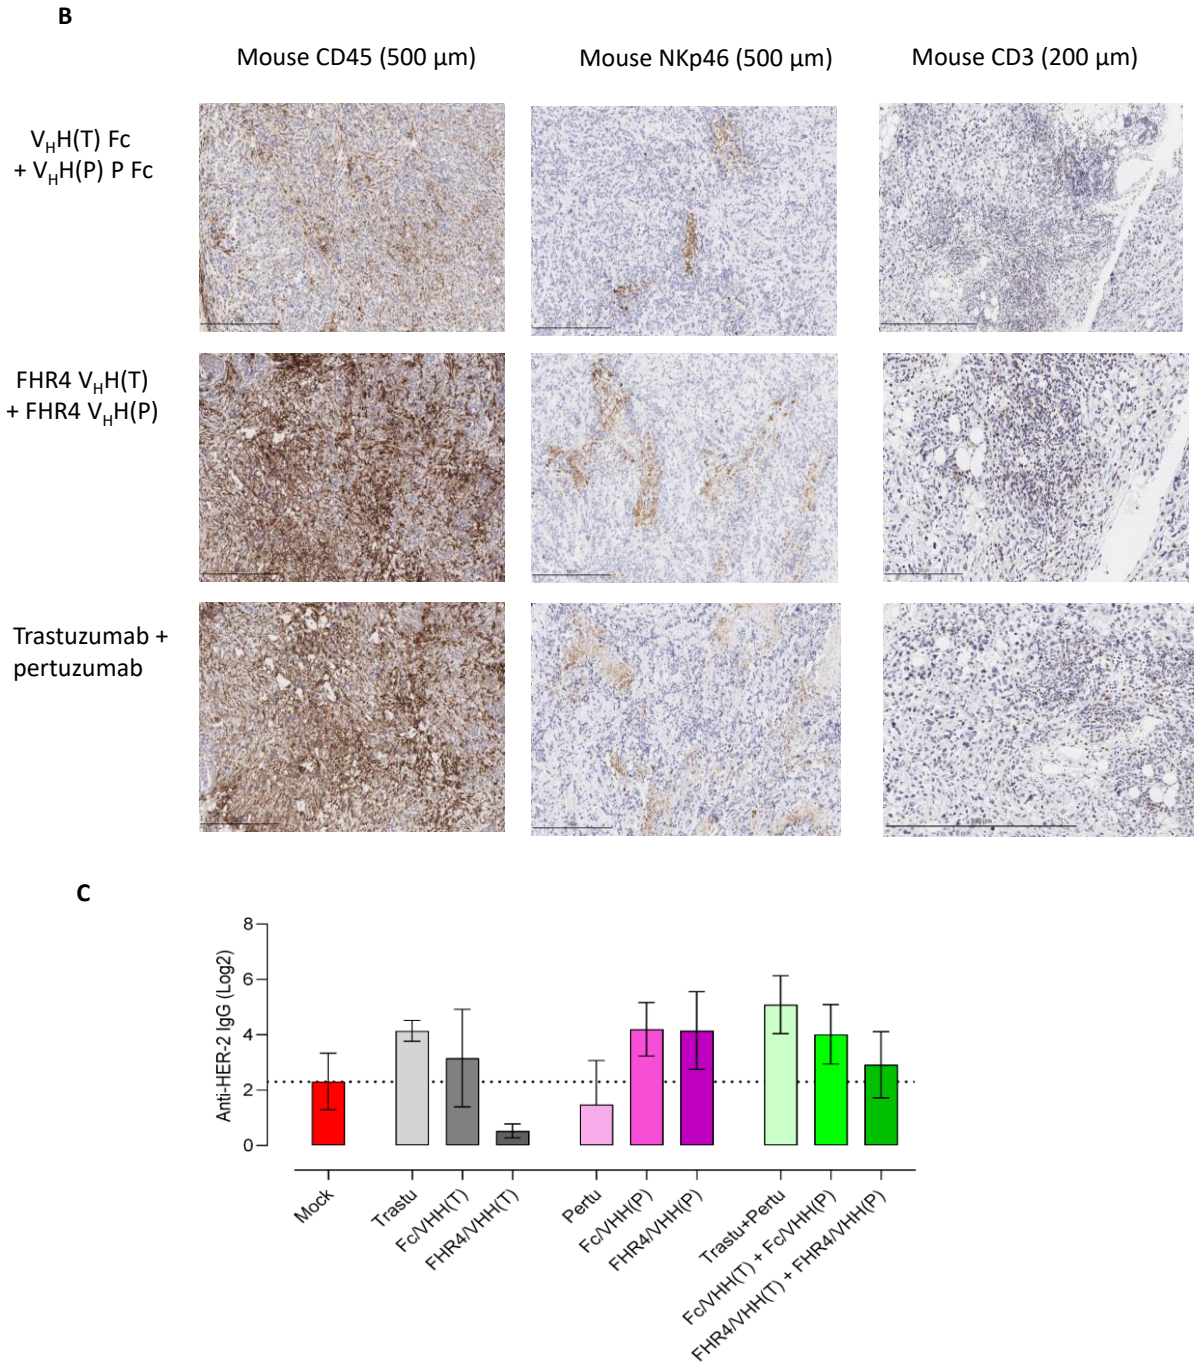 B
Mouse CD45 (500 µm)
Mouse NKp46 (500 µm)
Mouse CD3 (200 µm)
VHH(T) Fc
+ VHH(P) P Fc
FHR4 VHH(T)
+ FHR4 VHH(P)
Trastuzumab +
pertuzumab
C
Anti-HER-2 IgG (Log2)
8
6
4
2
0
Mock
Trastu
Fc/VHH(T)
FHR4/VHH(T)
Pertu
Fc/VHH(P)
FHR4/VHH(P)
Trastu+Pertu
Fc/VHH(T) + Fc/VHH(P)
FHR4/VHH(T) + FHR4/VHH(P)